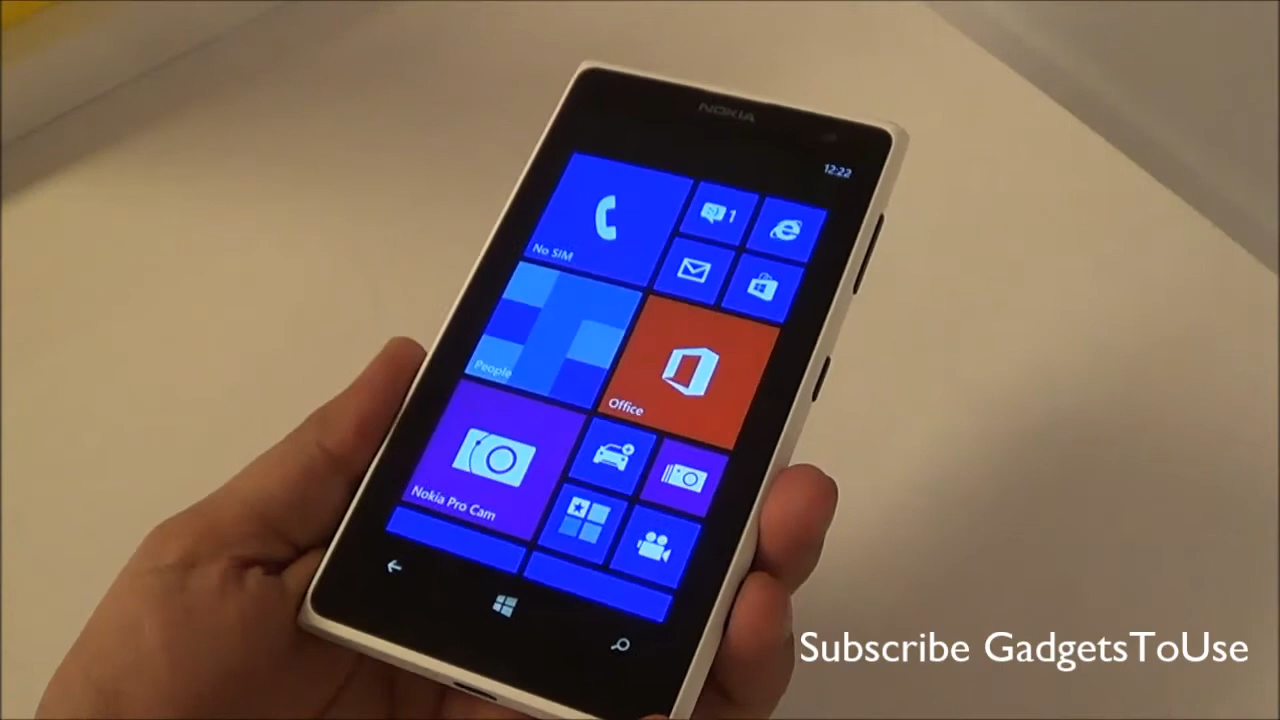 NOKIA
12:22
No SIM
1
People
Office
Nokia Pro Cam
Subscribe GadgetsToUse